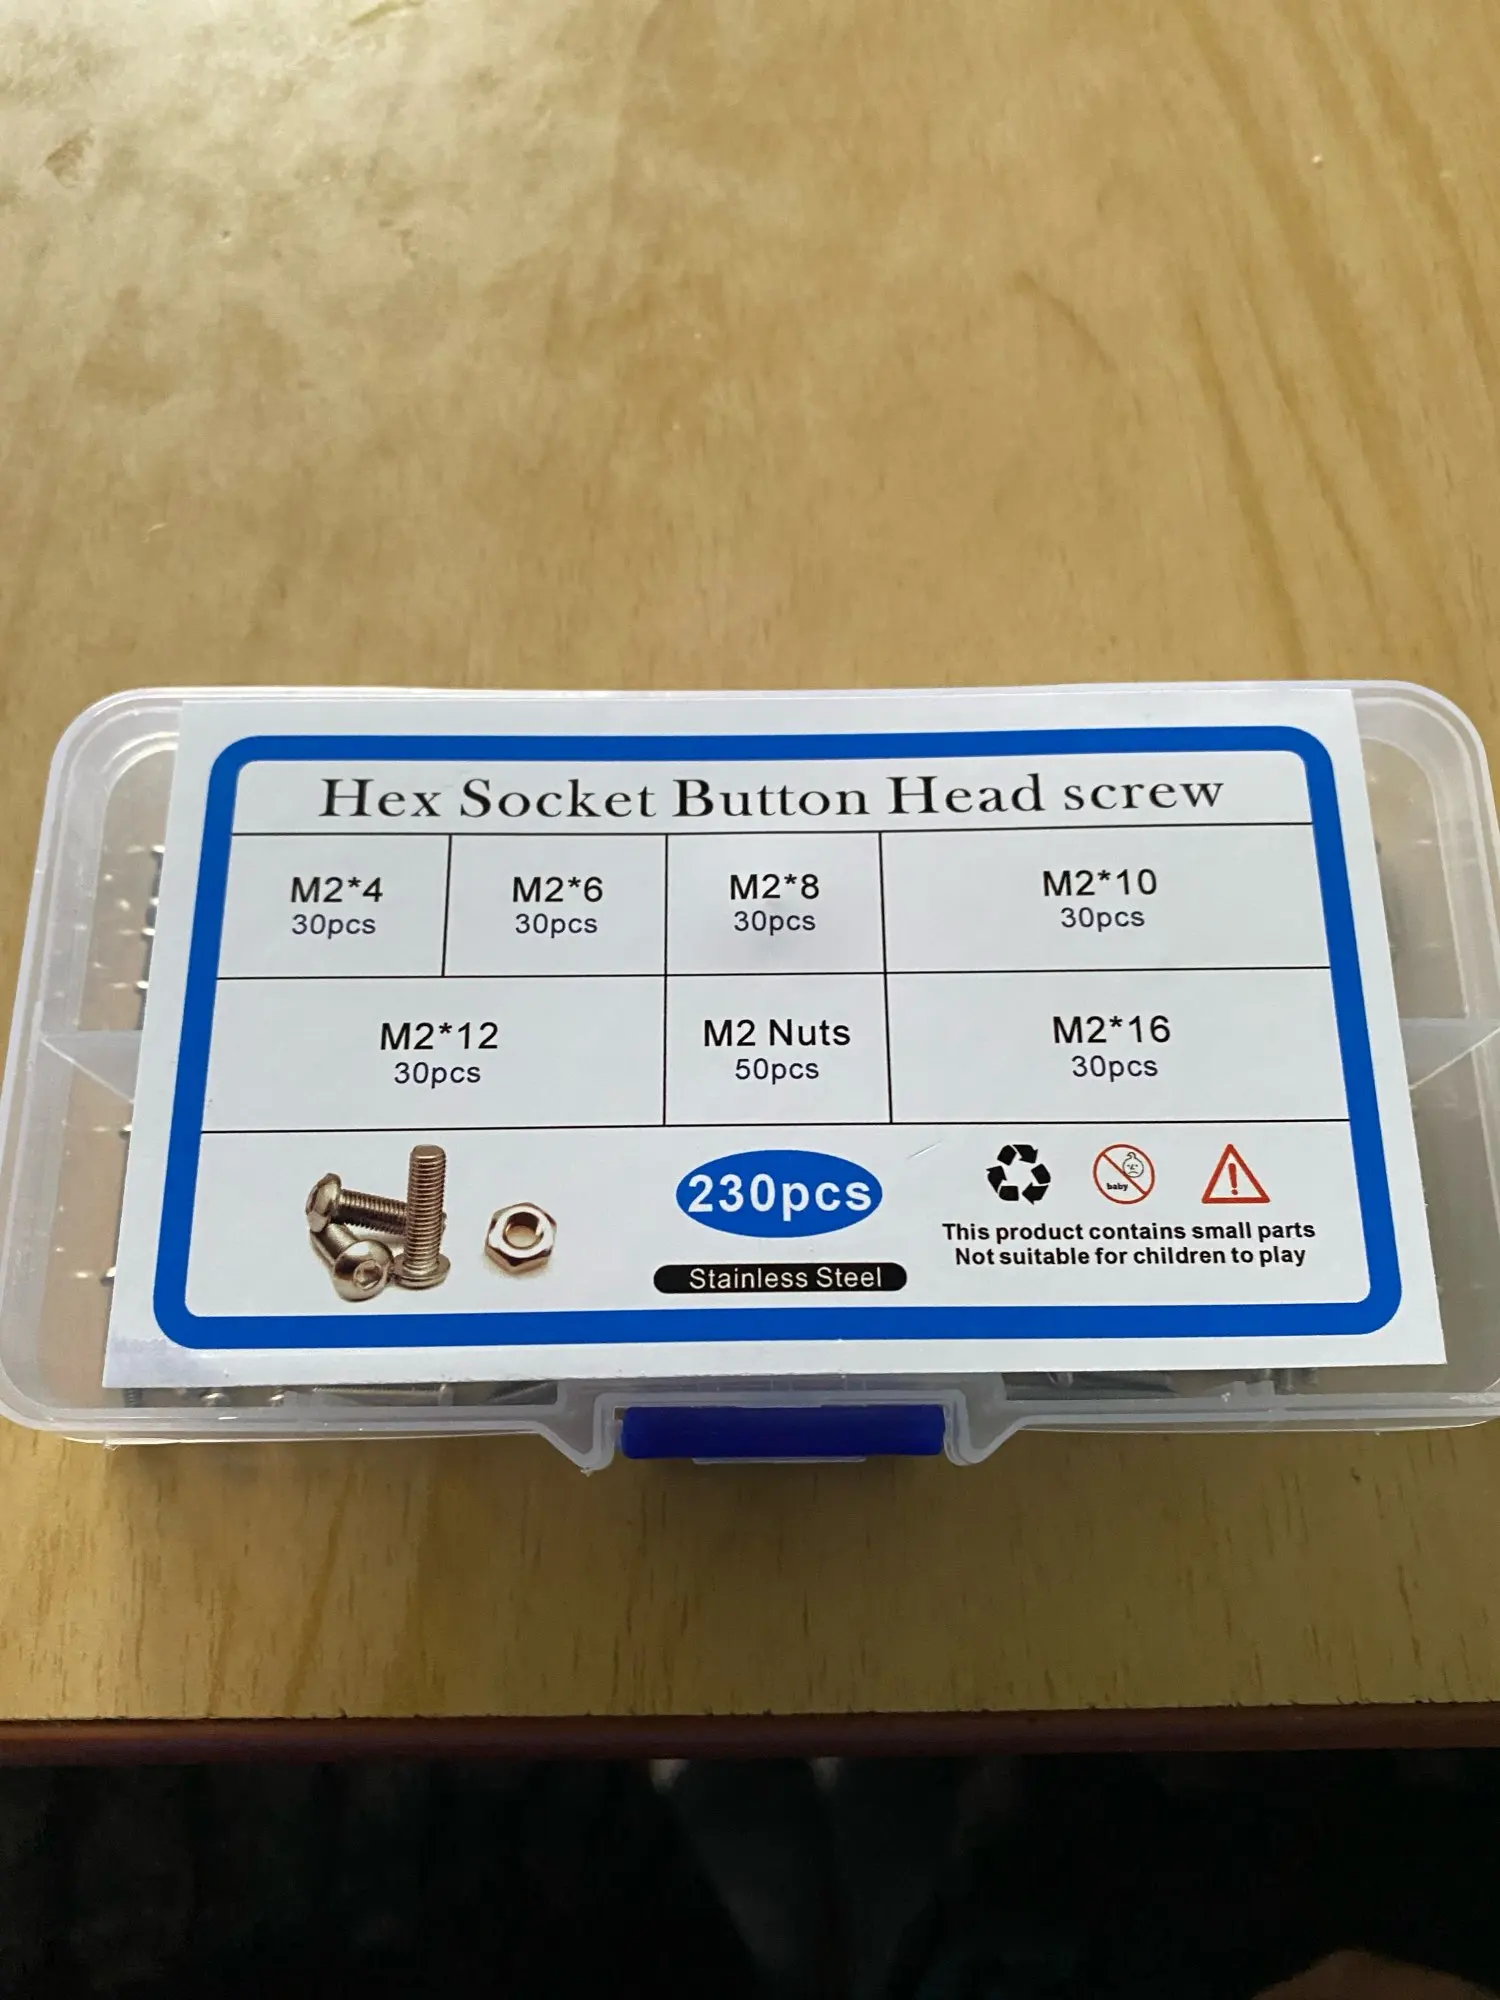 Hex Socket Button Head screw
M2*4
30pcs
M2*6
30pcs
M2*8
30pcs
M2*10
30pcs
M2*12
30pcs
M2 Nuts
50pcs
M2*16
30pcs
230pcs
Stainless Steel
baby
This product contains small parts
Not suitable for children to play